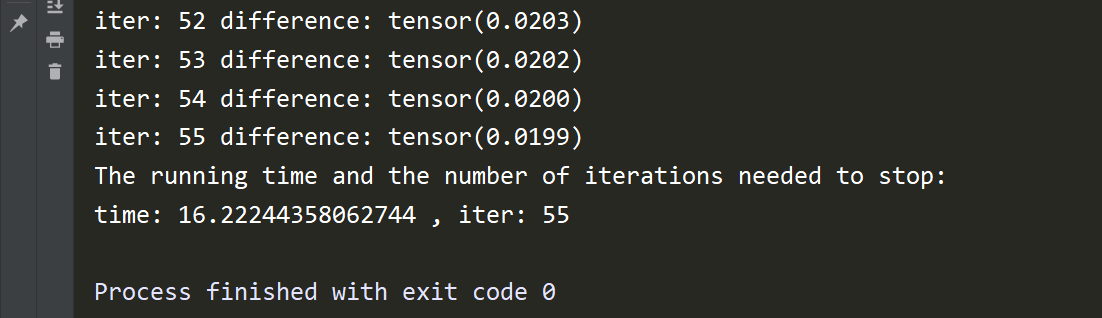 iter: 52 difference: tensor(0.0203)
iter: 53 difference: tensor(0.0202)
iter: 54 difference: tensor(0.0200)
iter: 55 difference: tensor(0.0199)
The running time and the number of iterations needed to stop:
time: 16.22244358062744 , iter: 55
Process finished with exit code 0